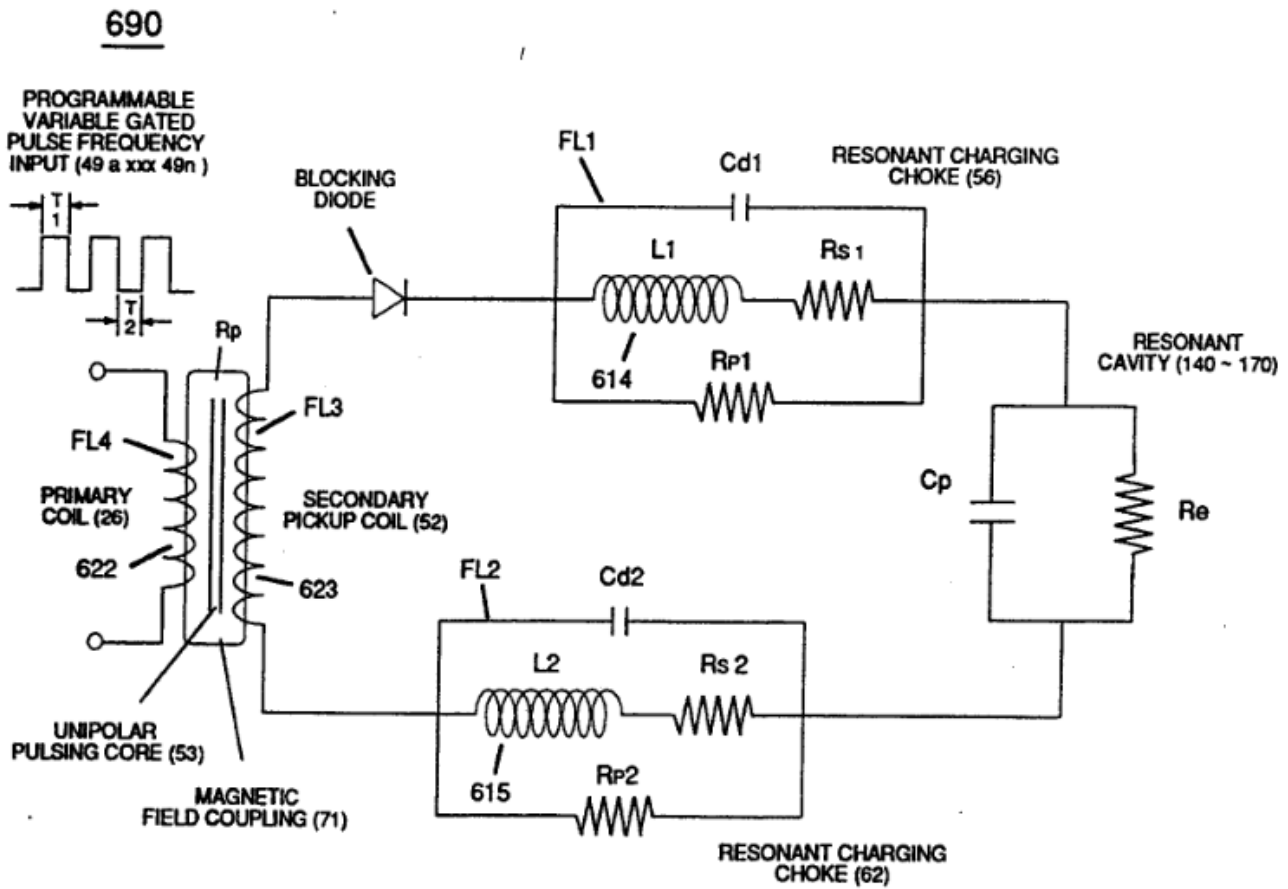 690
PROGRAMMABLE
VARIABLE GATED
PULSE FREQUENCY
INPUT (49 a xxx 49n )
T
1
T
2
BLOCKING
DIODE
FL1
Cd1
RESONANT CHARGING
CHOKE (56)
L1
Rs 1
614
RP1
Rp
FL3
FL4
PRIMARY
COIL (26)
622
SECONDARY
PICKUP COIL (52)
623
RESONANT
CAVITY (140 ~ 170)
Cp
Re
FL2
Cd2
L2
Rs 2
615
RP2
UNIPOLAR
PULSING CORE (53)
MAGNETIC
FIELD COUPLING (71)
RESONANT CHARGING
CHOKE (62)